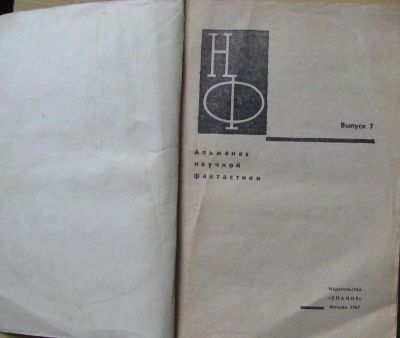 НФ
Выпуск 7
Альманах
научной
фантастики
Издательство
«ЗНАНИЕ»
Москва 1967